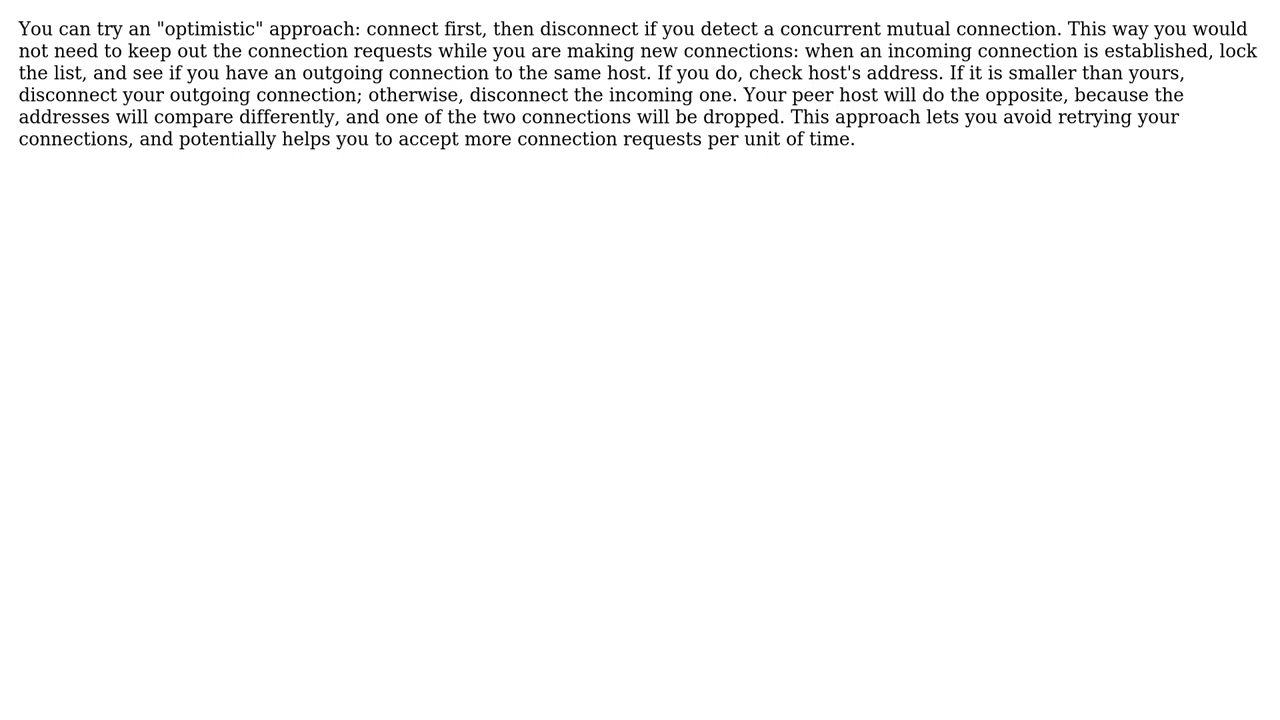 You can try an "optimistic" approach: connect first, then disconnect if you detect a concurrent mutual connection. This way you would
not need to keep out the connection requests while you are making new connections: when an incoming connection is established, lock
the list, and see if you have an outgoing connection to the same host. If you do, check host's address. If it is smaller than yours,
disconnect your outgoing connection; otherwise, disconnect the incoming one. Your peer host will do the opposite, because the
addresses will compare differently, and one of the two connections will be dropped. This approach lets you avoid retrying your
connections, and potentially helps you to accept more connection requests per unit of time.